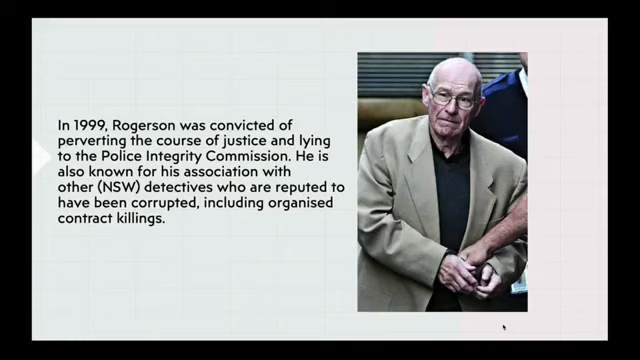 In 1999, Rogerson was convicted of
perverting the course of justice and lying
to the Police Integrity Commission. He is
also known for his association with
other (NSW) detectives who are reputed to
have been corrupted, including organised
contract killings.